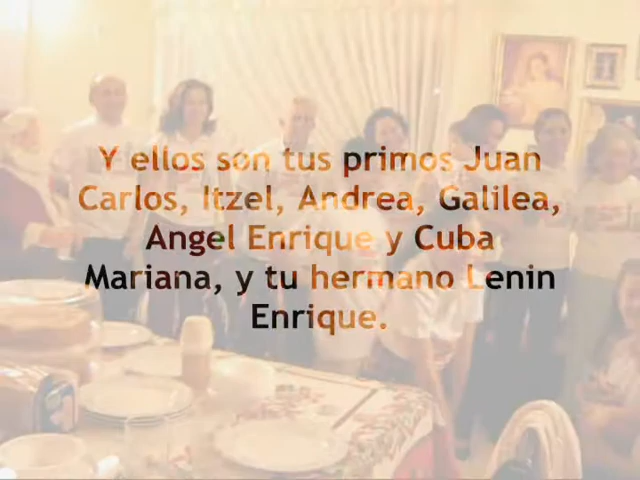 Y ellos son tus primos Juan
Carlos, Itzel, Andrea, Galilea,
Angel Enrique y Cuba
Mariana, y tu hermano Lenin
Enrique.